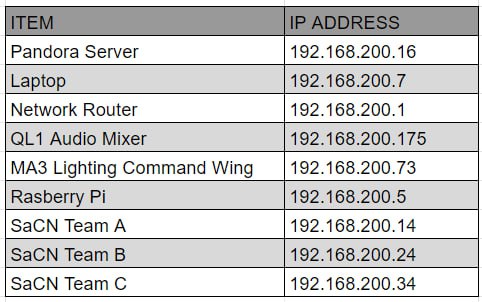 ITEM IP ADDRESS
Pandora Server 192.168.200.16
Laptop 192.168.200.7
Network Router 192.168.200.1
QL1 Audio Mixer 192.168.200.175
MA3 Lighting Command Wing 192.168.200.73
Rasberry Pi 192.168.200.5
SaCN Team A 192.168.200.14
SaCN Team B 192.168.200.24
SaCN Team C 192.168.200.34